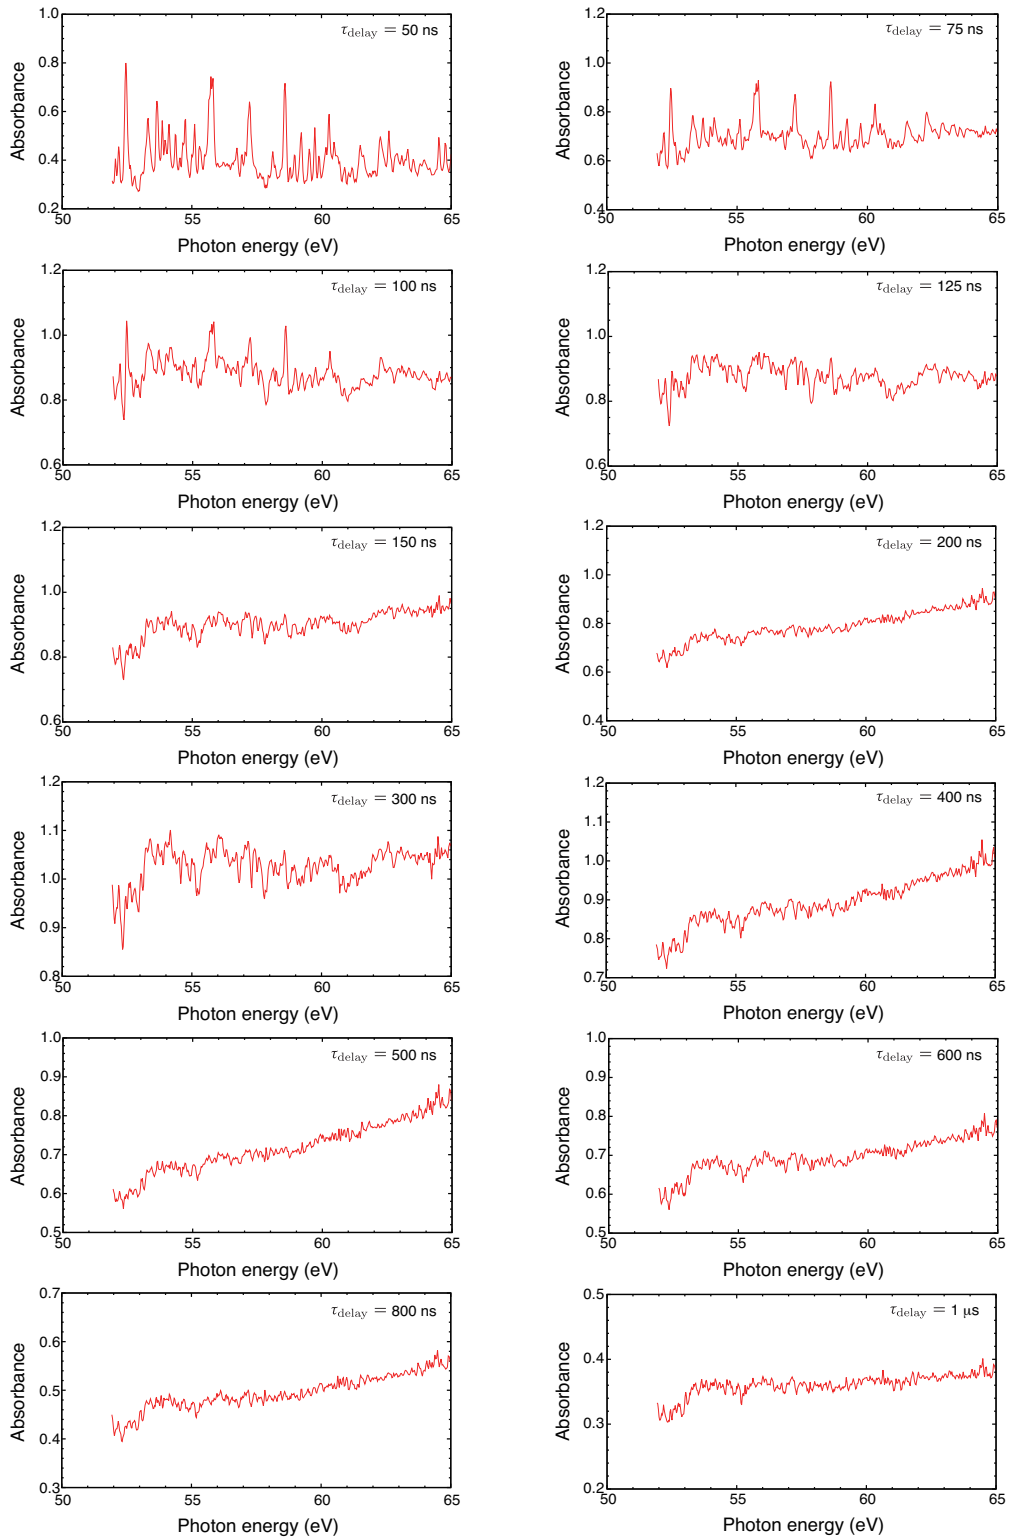 1.0
0.8
0.6
0.4
0.2
50
55
60
65
Absorbance
Photon energy (eV)
τdelay = 50 ns
1.2
1.0
0.8
0.6
0.4
50
55
60
65
Absorbance
Photon energy (eV)
τdelay = 75 ns
1.2
1.0
0.8
0.6
50
55
60
65
Absorbance
Photon energy (eV)
τdelay = 100 ns
1.2
1.0
0.8
0.6
50
55
60
65
Absorbance
Photon energy (eV)
τdelay = 125 ns
1.2
1.0
0.8
0.6
50
55
60
65
Absorbance
Photon energy (eV)
τdelay = 150 ns
1.2
1.0
0.8
0.6
0.4
50
55
60
65
Absorbance
Photon energy (eV)
τdelay = 200 ns
1.2
1.1
1.0
0.9
0.8
50
55
60
65
Absorbance
Photon energy (eV)
τdelay = 300 ns
1.2
1.1
1.0
0.9
0.8
0.7
50
55
60
65
Absorbance
Photon energy (eV)
τdelay = 400 ns
1.0
0.9
0.8
0.7
0.6
0.5
50
55
60
65
Absorbance
Photon energy (eV)
τdelay = 500 ns
1.0
0.9
0.8
0.7
0.6
0.5
50
55
60
65
Absorbance
Photon energy (eV)
τdelay = 600 ns
0.7
0.6
0.5
0.4
0.3
50
55
60
65
Absorbance
Photon energy (eV)
τdelay = 800 ns
0.5
0.4
0.3
0.2
50
55
60
65
Absorbance
Photon energy (eV)
τdelay = 1 μs